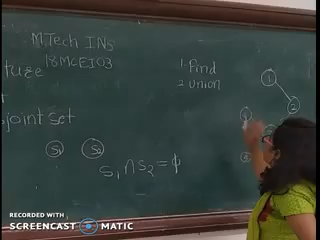 M.Tech INS
18MCEI03
joint Set
S1 S2
S1 ∩ S2 = ϕ
1. Find
2 Union
1
2
RECORDED WITH
SCREENCAST MATIC